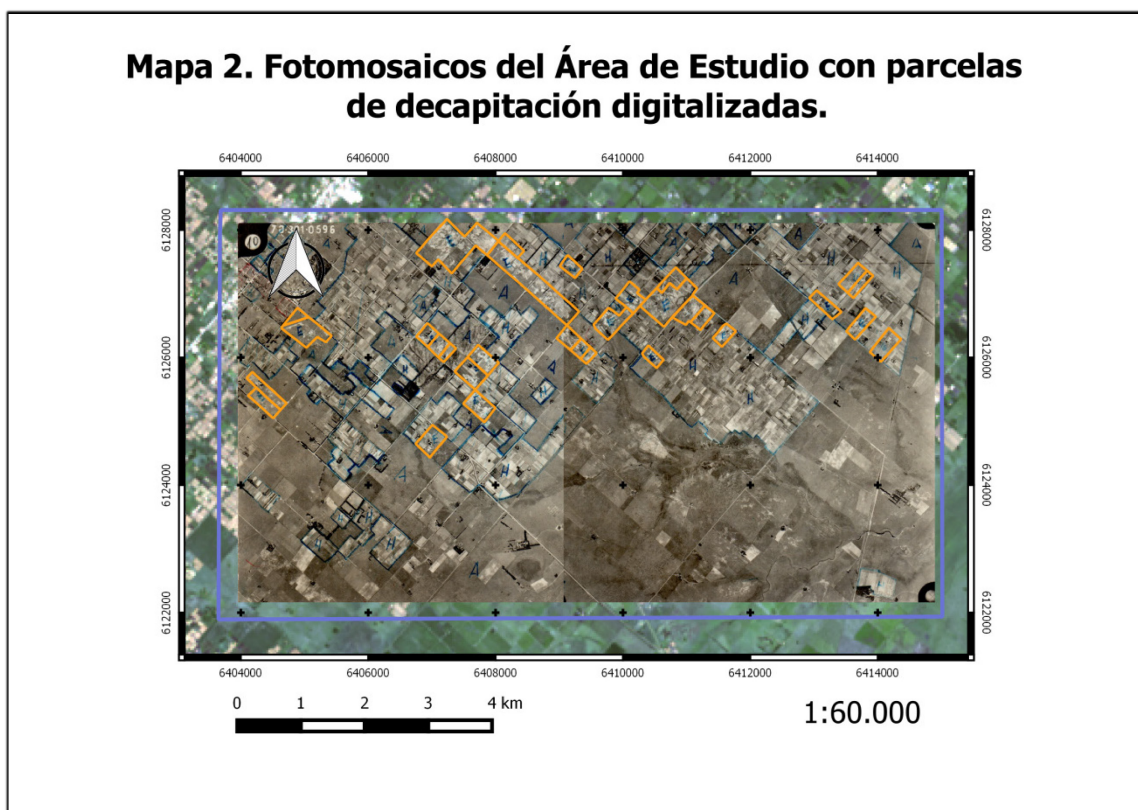 Mapa 2. Fotomosaicos del Área de Estudio con parcelas
de decapitación digitalizadas.
6404000 6406000 6408000 6410000 6412000 6414000
6128000 6128000
6126000 6126000
6124000 6124000
6122000 6122000
6404000 6406000 6408000 6410000 6412000 6414000
0 1 2 3 4 km
1:60.000